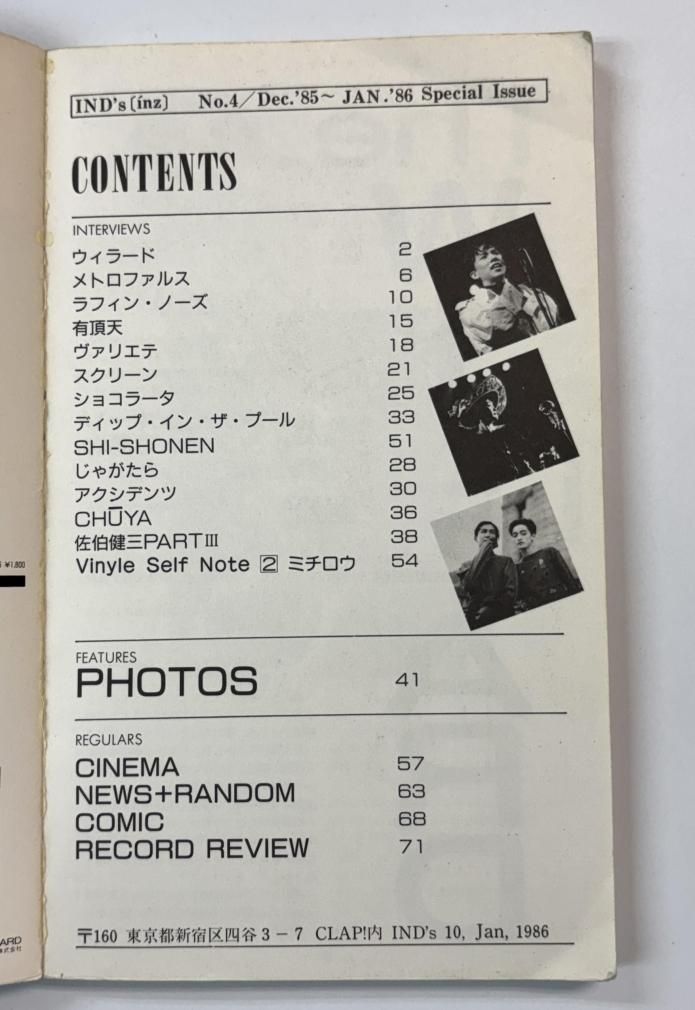 IND's〔ínz〕 No.4／Dec.'85～ JAN.'86 Special Issue
CONTENTS
INTERVIEWS
ウィラード 2
メトロファルス 6
ラフィン・ノーズ 10
有頂天 15
ヴァリエテ 18
スクリーン 21
ショコラータ 25
ディップ・イン・ザ・プール 33
SHI-SHONEN 51
じゃがたら 28
アクシデンツ 30
CHŪYA 36
佐伯健三PARTⅢ 38
Vinyle Self Note 2 ミチロウ 54
FEATURES
PHOTOS 41
REGULARS
CINEMA 57
NEWS+RANDOM 63
COMIC 68
RECORD REVIEW 71
〒160 東京都新宿区四谷3－7 CLAP!内 IND's 10, Jan, 1986
¥1,800
ARD
株式会社